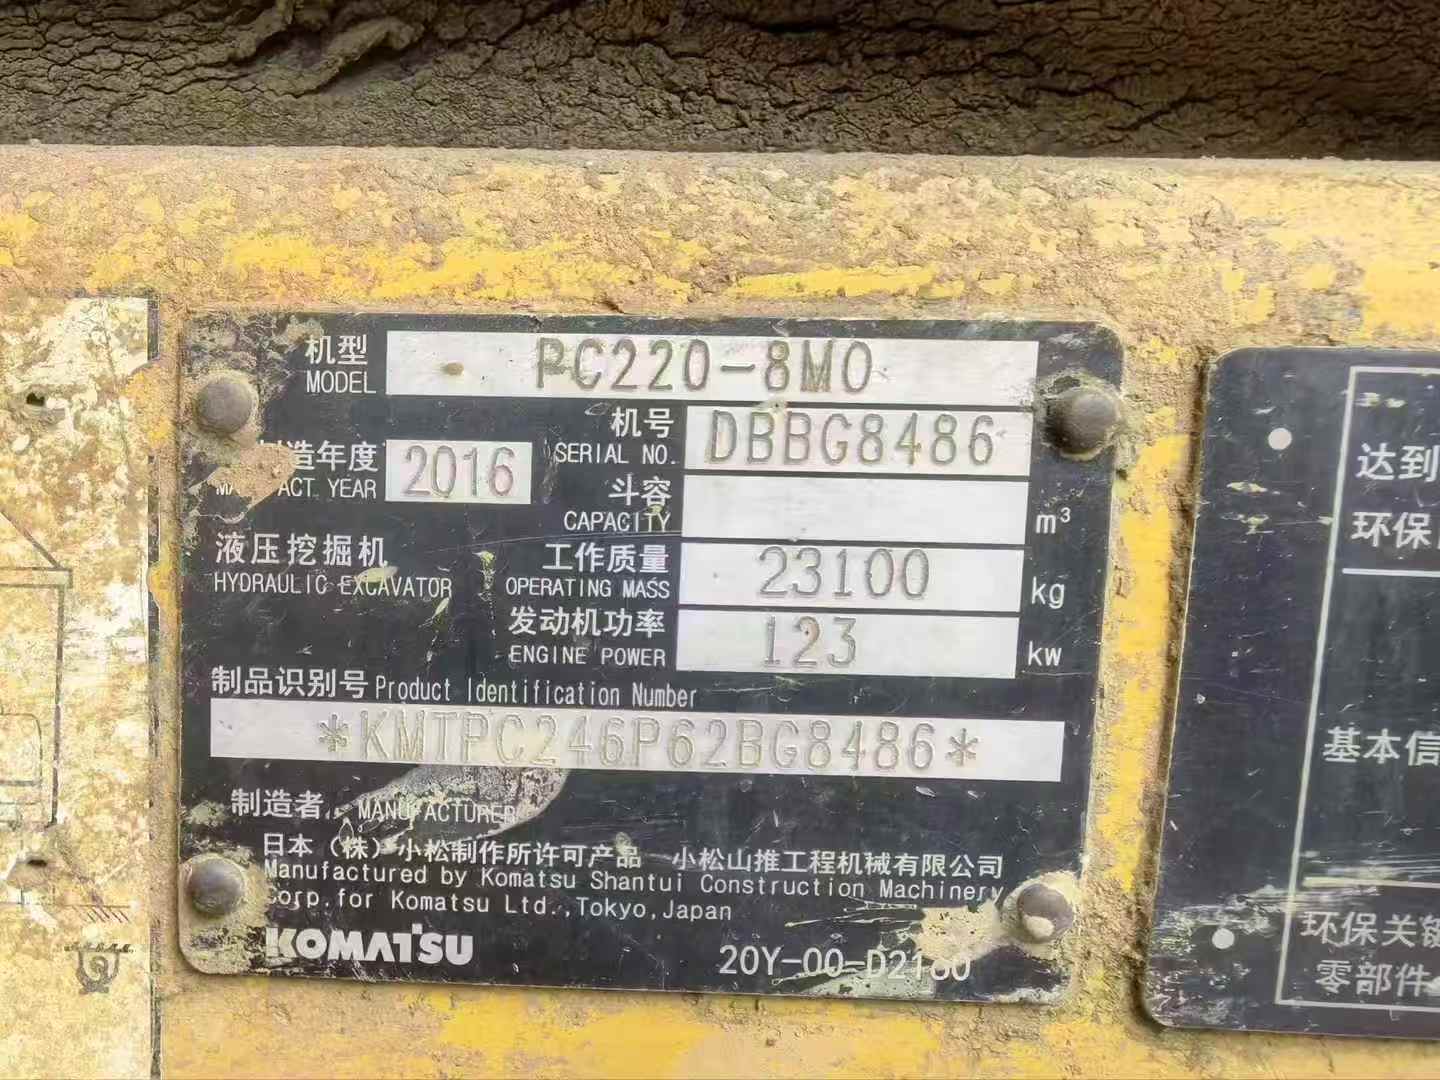 机型 PC220-8M0
MODEL
机号 DBBG8486
SERIAL NO.
造年度 2016
ACT YEAR
斗容
CAPACITY m³
液压挖掘机
HYDRAULIC EXCAVATOR
工作质量 23100
OPERATING MASS kg
发动机功率 123
ENGINE POWER kw
制品识别号 Product Identification Number
*KMTPC246P62BG8486*
制造者 MANUFACTURER
日本（株）小松制作所许可产品 小松山推工程机械有限公司
Manufactured by Komatsu Shantui Construction Machinery
Corp. for Komatsu Ltd.,Tokyo,Japan
KOMATSU
达到
环保
基本信
环保关键
零部件